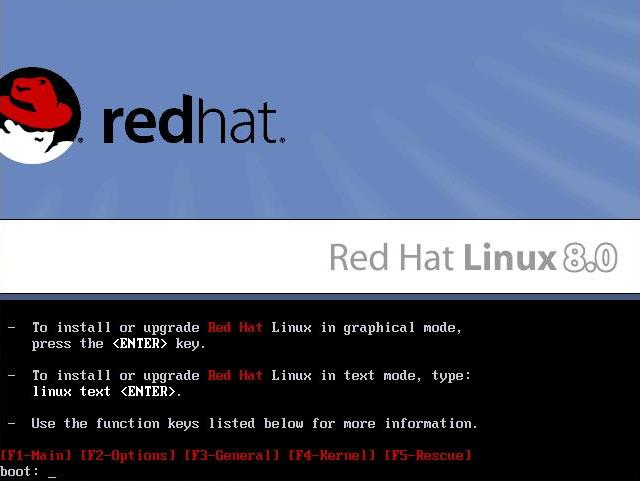 redhat.
Red Hat Linux 8.0
- To install or upgrade Red Hat Linux in graphical mode,
press the <ENTER> key.
- To install or upgrade Red Hat Linux in text mode, type:
linux text <ENTER>.
- Use the function keys listed below for more information.
[F1-Main] [F2-Options] [F3-General] [F4-Kernel] [F5-Rescue]
boot: _